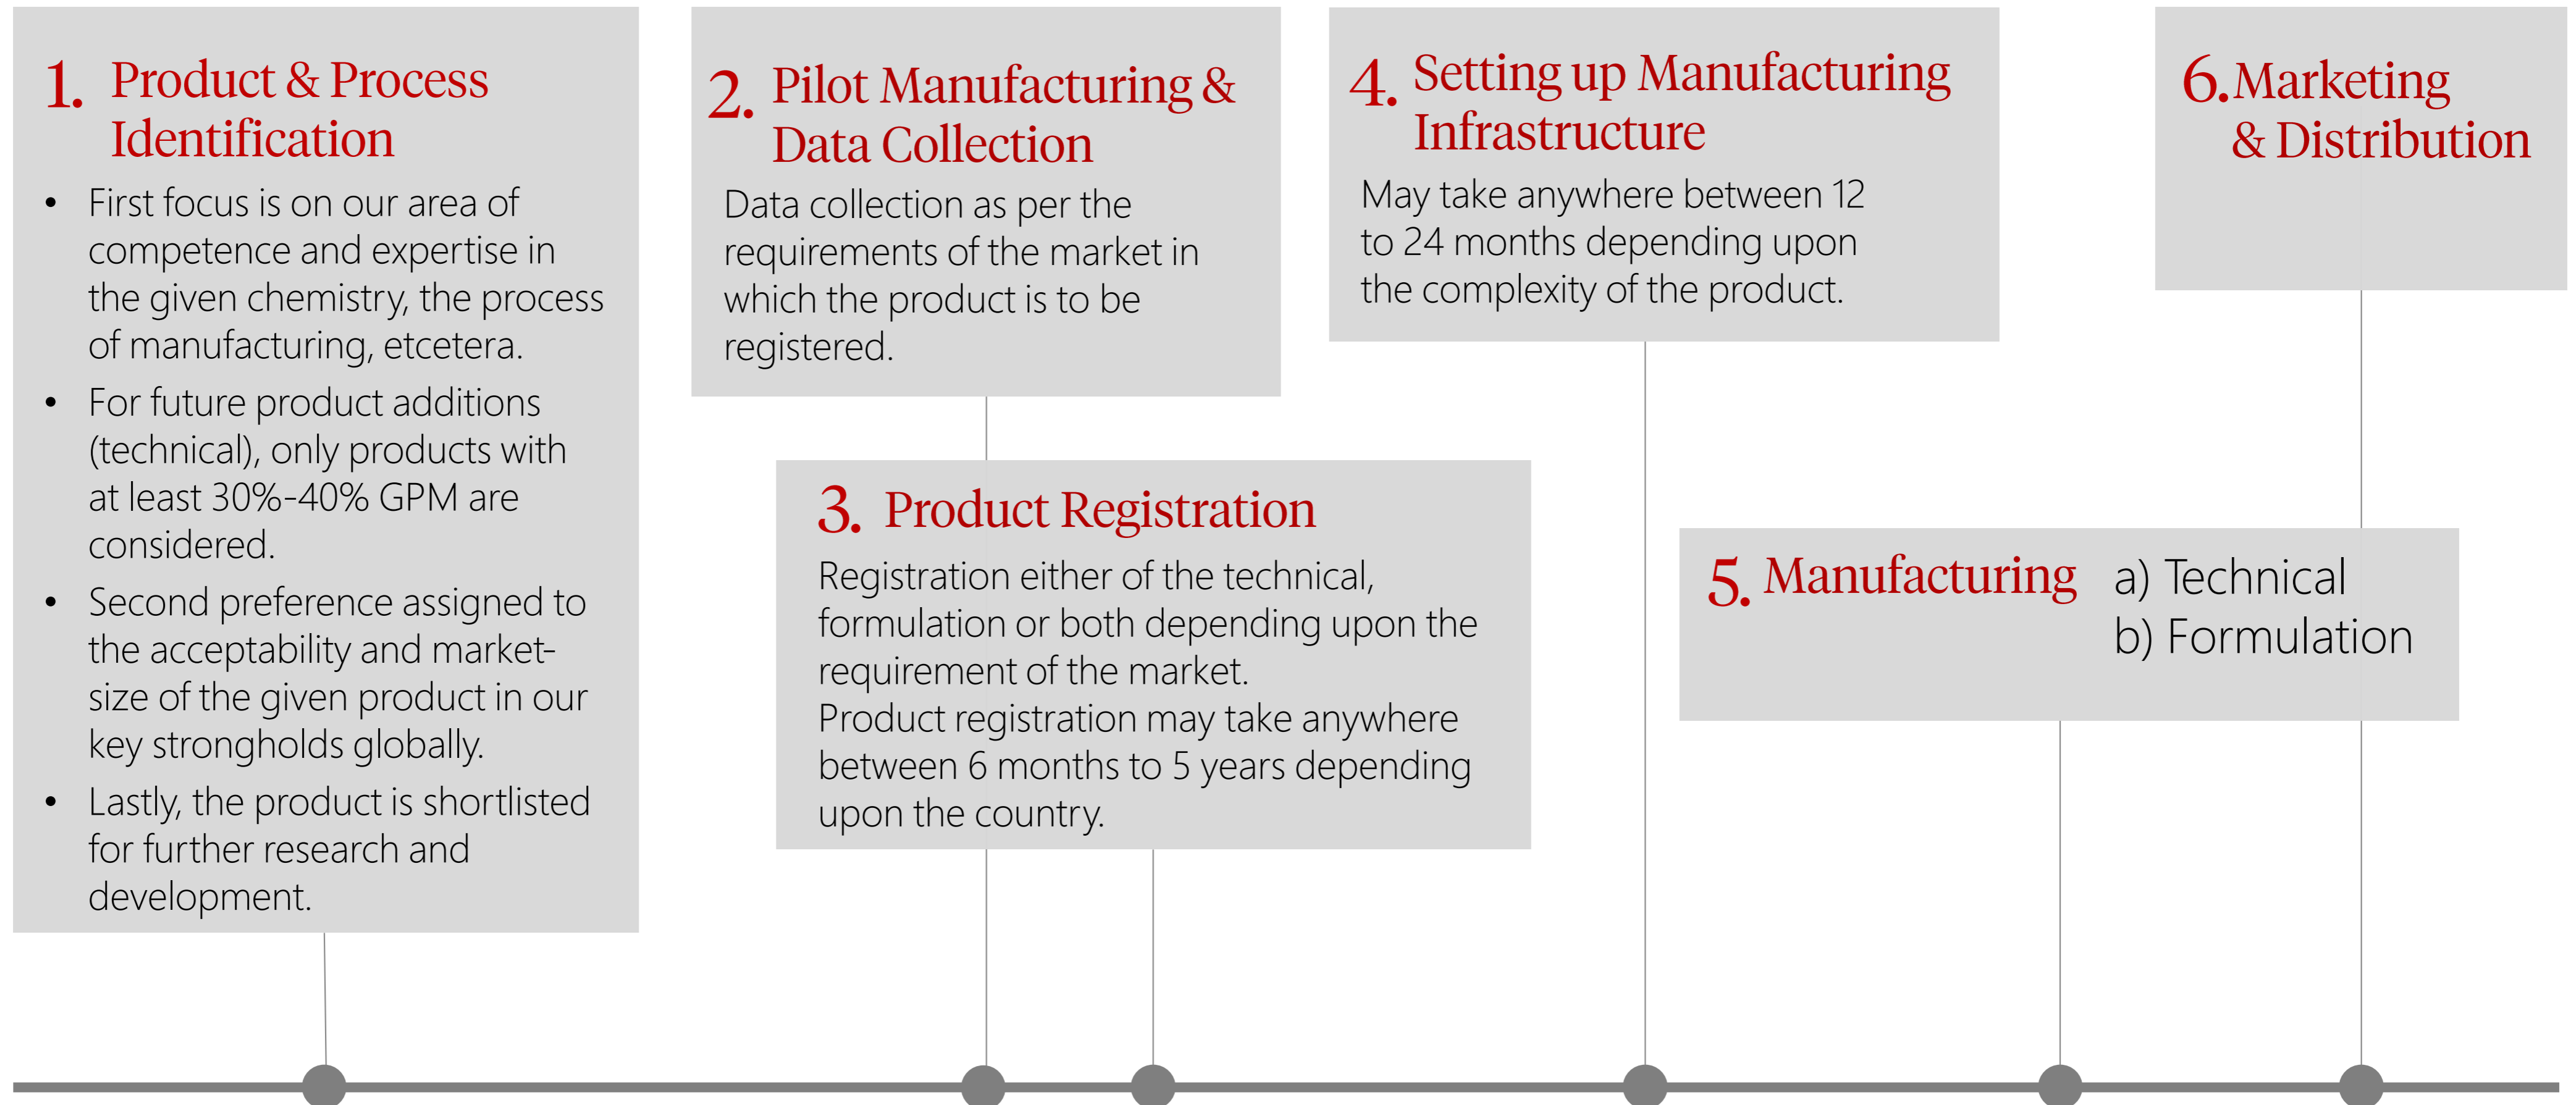 1. Product & Process
Identification
• First focus is on our area of
competence and expertise in
the given chemistry, the process
of manufacturing, etcetera.
• For future product additions
(technical), only products with
at least 30%-40% GPM are
considered.
• Second preference assigned to
the acceptability and market-
size of the given product in our
key strongholds globally.
• Lastly, the product is shortlisted
for further research and
development.
2. Pilot Manufacturing &
Data Collection
Data collection as per the
requirements of the market in
which the product is to be
registered.
3. Product Registration
Registration either of the technical,
formulation or both depending upon the
requirement of the market.
Product registration may take anywhere
between 6 months to 5 years depending
upon the country.
4. Setting up Manufacturing
Infrastructure
May take anywhere between 12
to 24 months depending upon
the complexity of the product.
5. Manufacturing
a) Technical
b) Formulation
6. Marketing
& Distribution